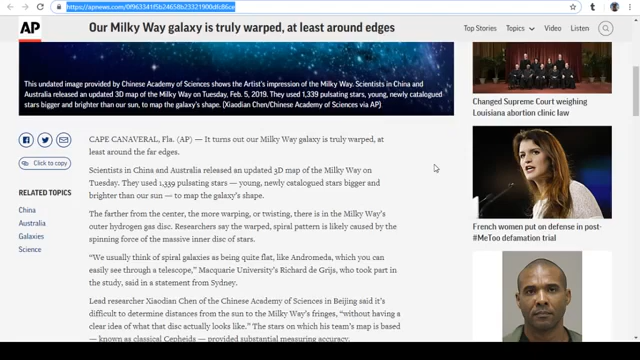 https://apnews.com/0f963341f5b24658b23321900dfc86ce
AP
Our Milky Way galaxy is truly warped, at least around edges
Top Stories Topics Video Listen
This undated image provided by Chinese Academy of Sciences shows the Artist's impression of the Milky Way. Scientists in China and
Australia released an updated 3D map of the Milky Way on Tuesday, Feb. 5, 2019. They used 1,339 pulsating stars, young, newly catalogued
stars bigger and brighter than our sun, to map the galaxy's shape. (Xiaodian Chen/Chinese Academy of Sciences via AP)
Click to copy
RELATED TOPICS
China
Australia
Galaxies
Science
CAPE CANAVERAL, Fla. (AP) — It turns out our Milky Way galaxy is truly warped, at
least around the far edges.
Scientists in China and Australia released an updated 3D map of the Milky Way on
Tuesday. They used 1,339 pulsating stars — young, newly catalogued stars bigger and
brighter than our sun — to map the galaxy's shape.
The farther from the center, the more warping, or twisting, there is in the Milky Way's
outer hydrogen gas disc. Researchers say the warped, spiral pattern is likely caused by the
spinning force of the massive inner disc of stars.
"We usually think of spiral galaxies as being quite flat, like Andromeda, which you can
easily see through a telescope," Macquarie University's Richard de Grijs, who took part in
the study, said in a statement from Sydney.
Lead researcher Xiaodian Chen of the Chinese Academy of Sciences in Beijing said it's
difficult to determine distances from the sun to the Milky Way's fringes, "without having a
clear idea of what that disc actually looks like." The stars on which his team's map is based
— known as classical Cepheids — provided substantial measuring accuracy.
Changed Supreme Court weighing
Louisiana abortion clinic law
French women put on defense in post-
#MeToo defamation trial